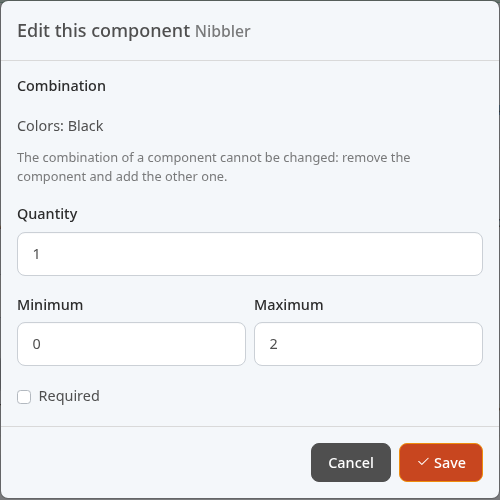 Edit this component Nibbler
Combination
Colors: Black
The combination of a component cannot be changed: remove the
component and add the other one.
Quantity
1
Minimum
Maximum
0
2
Required
Cancel
Save